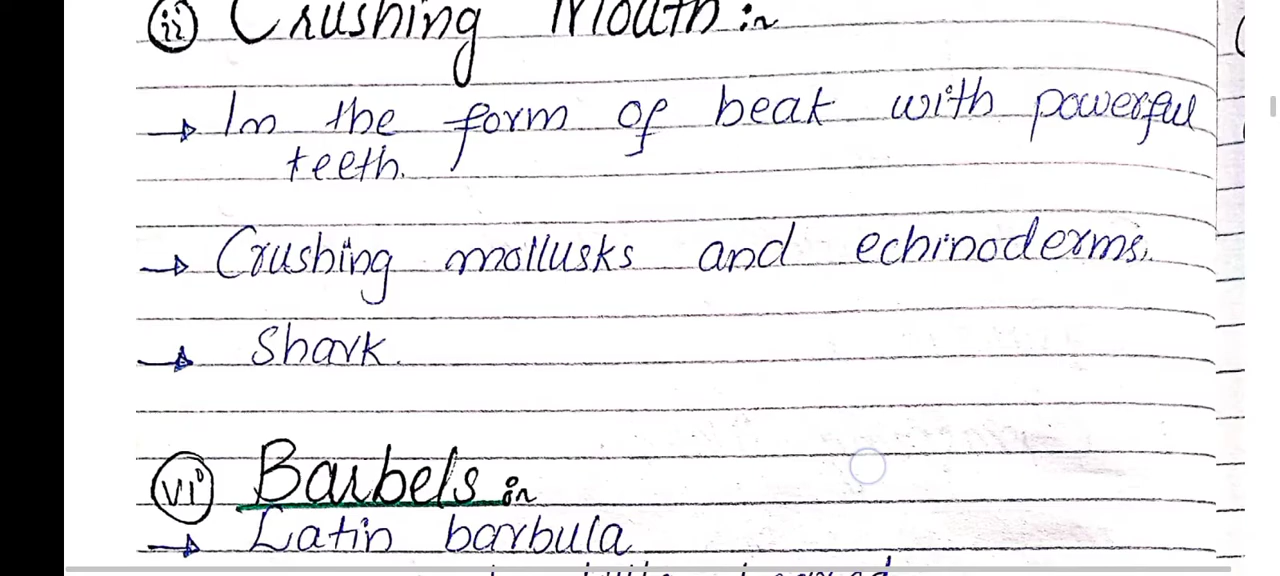 (ii) Crushing Mouth :~
→ In the form of beak with powerful
teeth.
→ Crushing mollusks and echinoderms.
→ Shark.
(vi) Barbels :~
→ Latin barbula